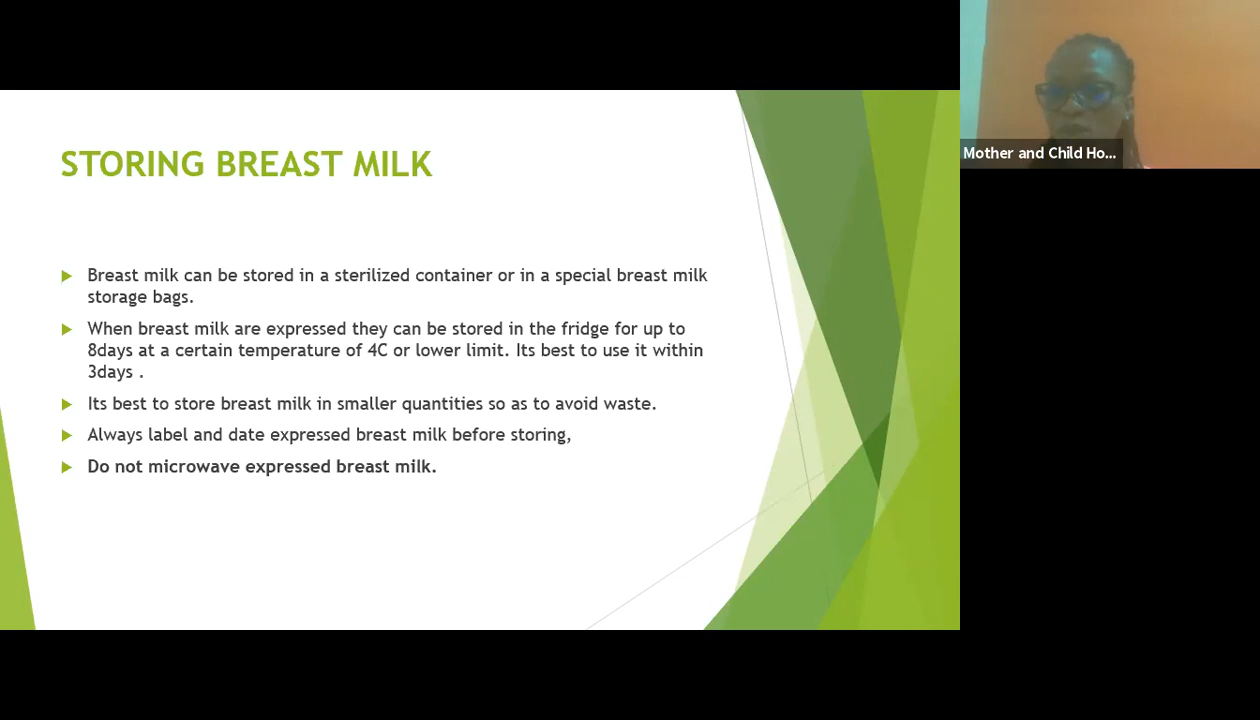 STORING BREAST MILK
Breast milk can be stored in a sterilized container or in a special breast milk
storage bags.
When breast milk are expressed they can be stored in the fridge for up to
8days at a certain temperature of 4C or lower limit. Its best to use it within
3days .
Its best to store breast milk in smaller quantities so as to avoid waste.
Always label and date expressed breast milk before storing,
Do not microwave expressed breast milk.
Mother and Child Ho...